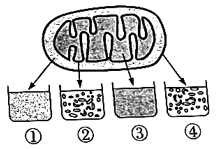 ① ② ③ ④